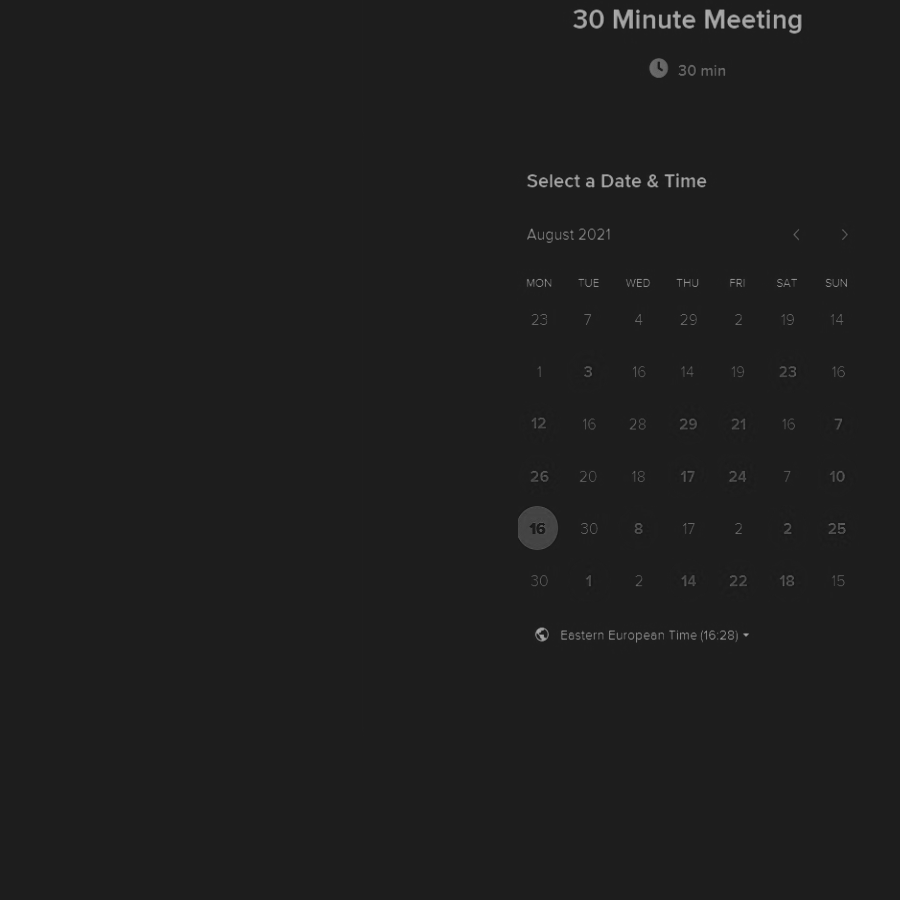 30 Minute Meeting
30 min
Select a Date & Time
August 2021
MON TUE WED THU FRI SAT SUN
23 7 4 29 2 19 14
1 3 16 14 19 23 16
12 16 28 29 21 16 7
26 20 18 17 24 7 10
16 30 8 17 2 2 25
30 1 2 14 22 18 15
Eastern European Time (16:28)